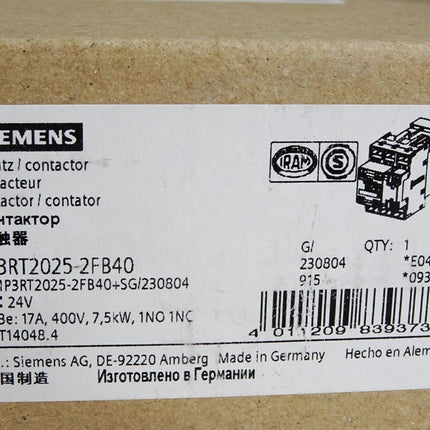 IEMENS
tz / contactor
acteur
actor / contator
нтактор
触器
3RT2025-2FB40
1P3RT2025-2FB40+SG/230804
: 24V
Be: 17A, 400V, 7,5kW, 1NO 1NC
T14048.4
.: Siemens AG, DE-92220 Amberg Made in Germany Hecho en Alem
国制造 Изготовлено в Германии
IRAM
S
G/ QTY: 1
230804 *E04
915 *093
4 011209 839373